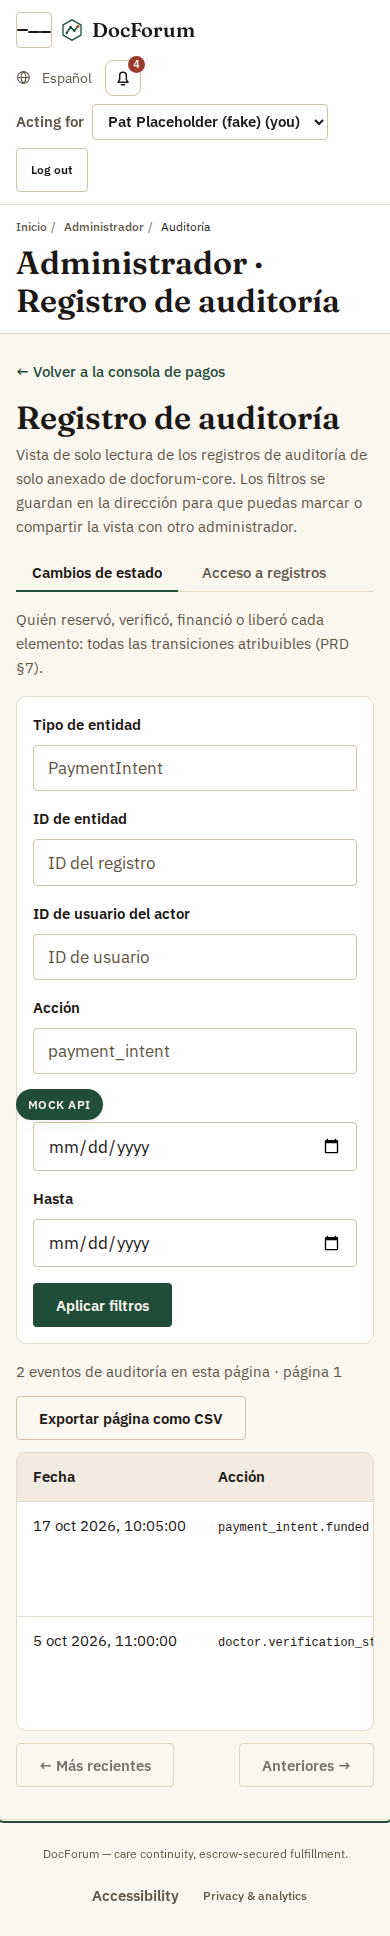 DocForum
Español
4
Acting for
Pat Placeholder (fake) (you)
Log out
Inicio / Administrador / Auditoría
Administrador ·
Registro de auditoría
← Volver a la consola de pagos
Registro de auditoría
Vista de solo lectura de los registros de auditoría de
solo anexado de docforum-core. Los filtros se
guardan en la dirección para que puedas marcar o
compartir la vista con otro administrador.
Cambios de estado
Acceso a registros
Quién reservó, verificó, financió o liberó cada
elemento: todas las transiciones atribuibles (PRD
§7).
Tipo de entidad
PaymentIntent
ID de entidad
ID del registro
ID de usuario del actor
ID de usuario
Acción
payment_intent
MOCK API
mm/dd/yyyy
Hasta
mm/dd/yyyy
Aplicar filtros
2 eventos de auditoría en esta página · página 1
Exportar página como CSV
Fecha Acción
17 oct 2026, 10:05:00 payment_intent.funded
5 oct 2026, 11:00:00 doctor.verification_st
← Más recientes
Anteriores →
DocForum — care continuity, escrow-secured fulfillment.
Accessibility
Privacy & analytics